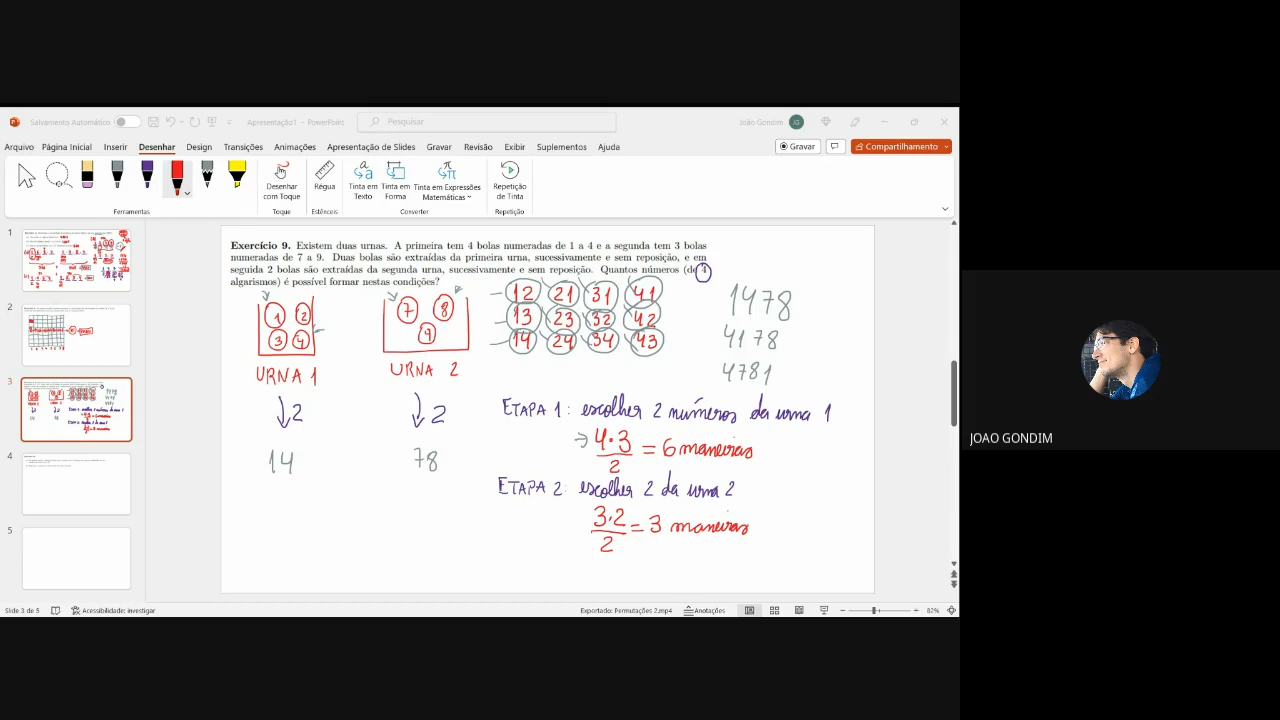 Salvamento Automático
Apresentação1 - PowerPoint
Pesquisar
João Gondim
JG
Arquivo Página Inicial Inserir Desenhar Design Transições Animações Apresentação de Slides Gravar Revisão Exibir Suplementos Ajuda
Gravar
Compartilhamento
Desenhar com Toque
Régua
Tinta em Texto
Tinta em Forma
Tinta em Expressões Matemáticas
Repetição de Tinta
Ferramentas
Toque
Estênceis
Converter
Repetição
1
2
3
4
5
Exercício 9. Existem duas urnas. A primeira tem 4 bolas numeradas de 1 a 4 e a segunda tem 3 bolas
numeradas de 7 a 9. Duas bolas são extraídas da primeira urna, sucessivamente e sem reposição, e em
seguida 2 bolas são extraídas da segunda urna, sucessivamente e sem reposição. Quantos números (de 4
algarismos) é possível formar nestas condições?
1 2
3 4
URNA 1
↓2
14
7 8
9
URNA 2
↓2
78
12 21 31 41
13 23 32 42
14 24 34 43
1478
4178
4781
ETAPA 1: escolher 2 números da urna 1
→ 4·3/2 = 6 maneiras
ETAPA 2: escolher 2 da urna 2
3·2/2 = 3 maneiras
JOAO GONDIM
Slide 3 de 5
Acessibilidade: investigar
Exportado: Permutações 2.mp4
Anotações
82%